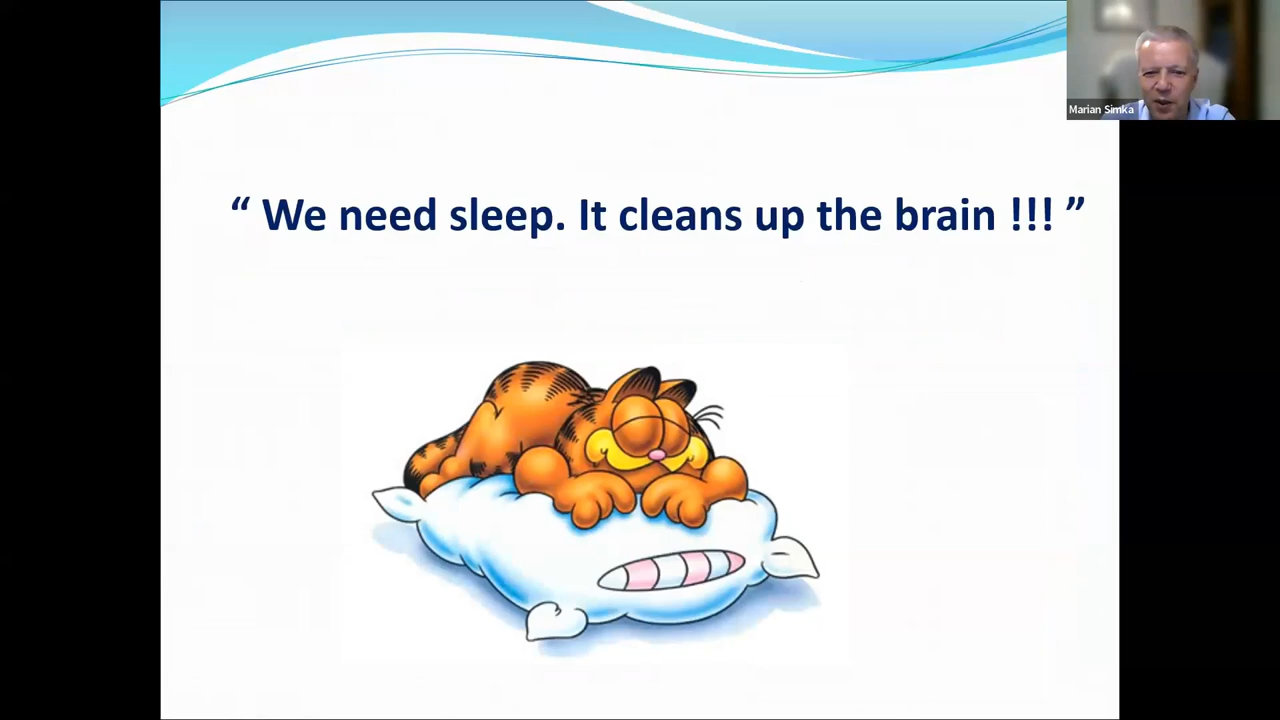 Marian Simka
“ We need sleep. It cleans up the brain !!! ”